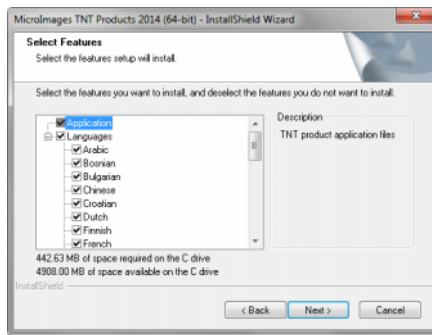 MicroImages TNT Products 2014 (64-bit) - InstallShield Wizard
Select Features
Select the features setup will install.
Select the features you want to install, and deselect the features you do not want to install.
Application
Languages
Arabic
Bosnian
Bulgarian
Chinese
Croatian
Dutch
Finnish
French
Description
TNT product application files
442.63 MB of space required on the C drive
4908.00 MB of space available on the C drive
InstallShield
< Back
Next >
Cancel